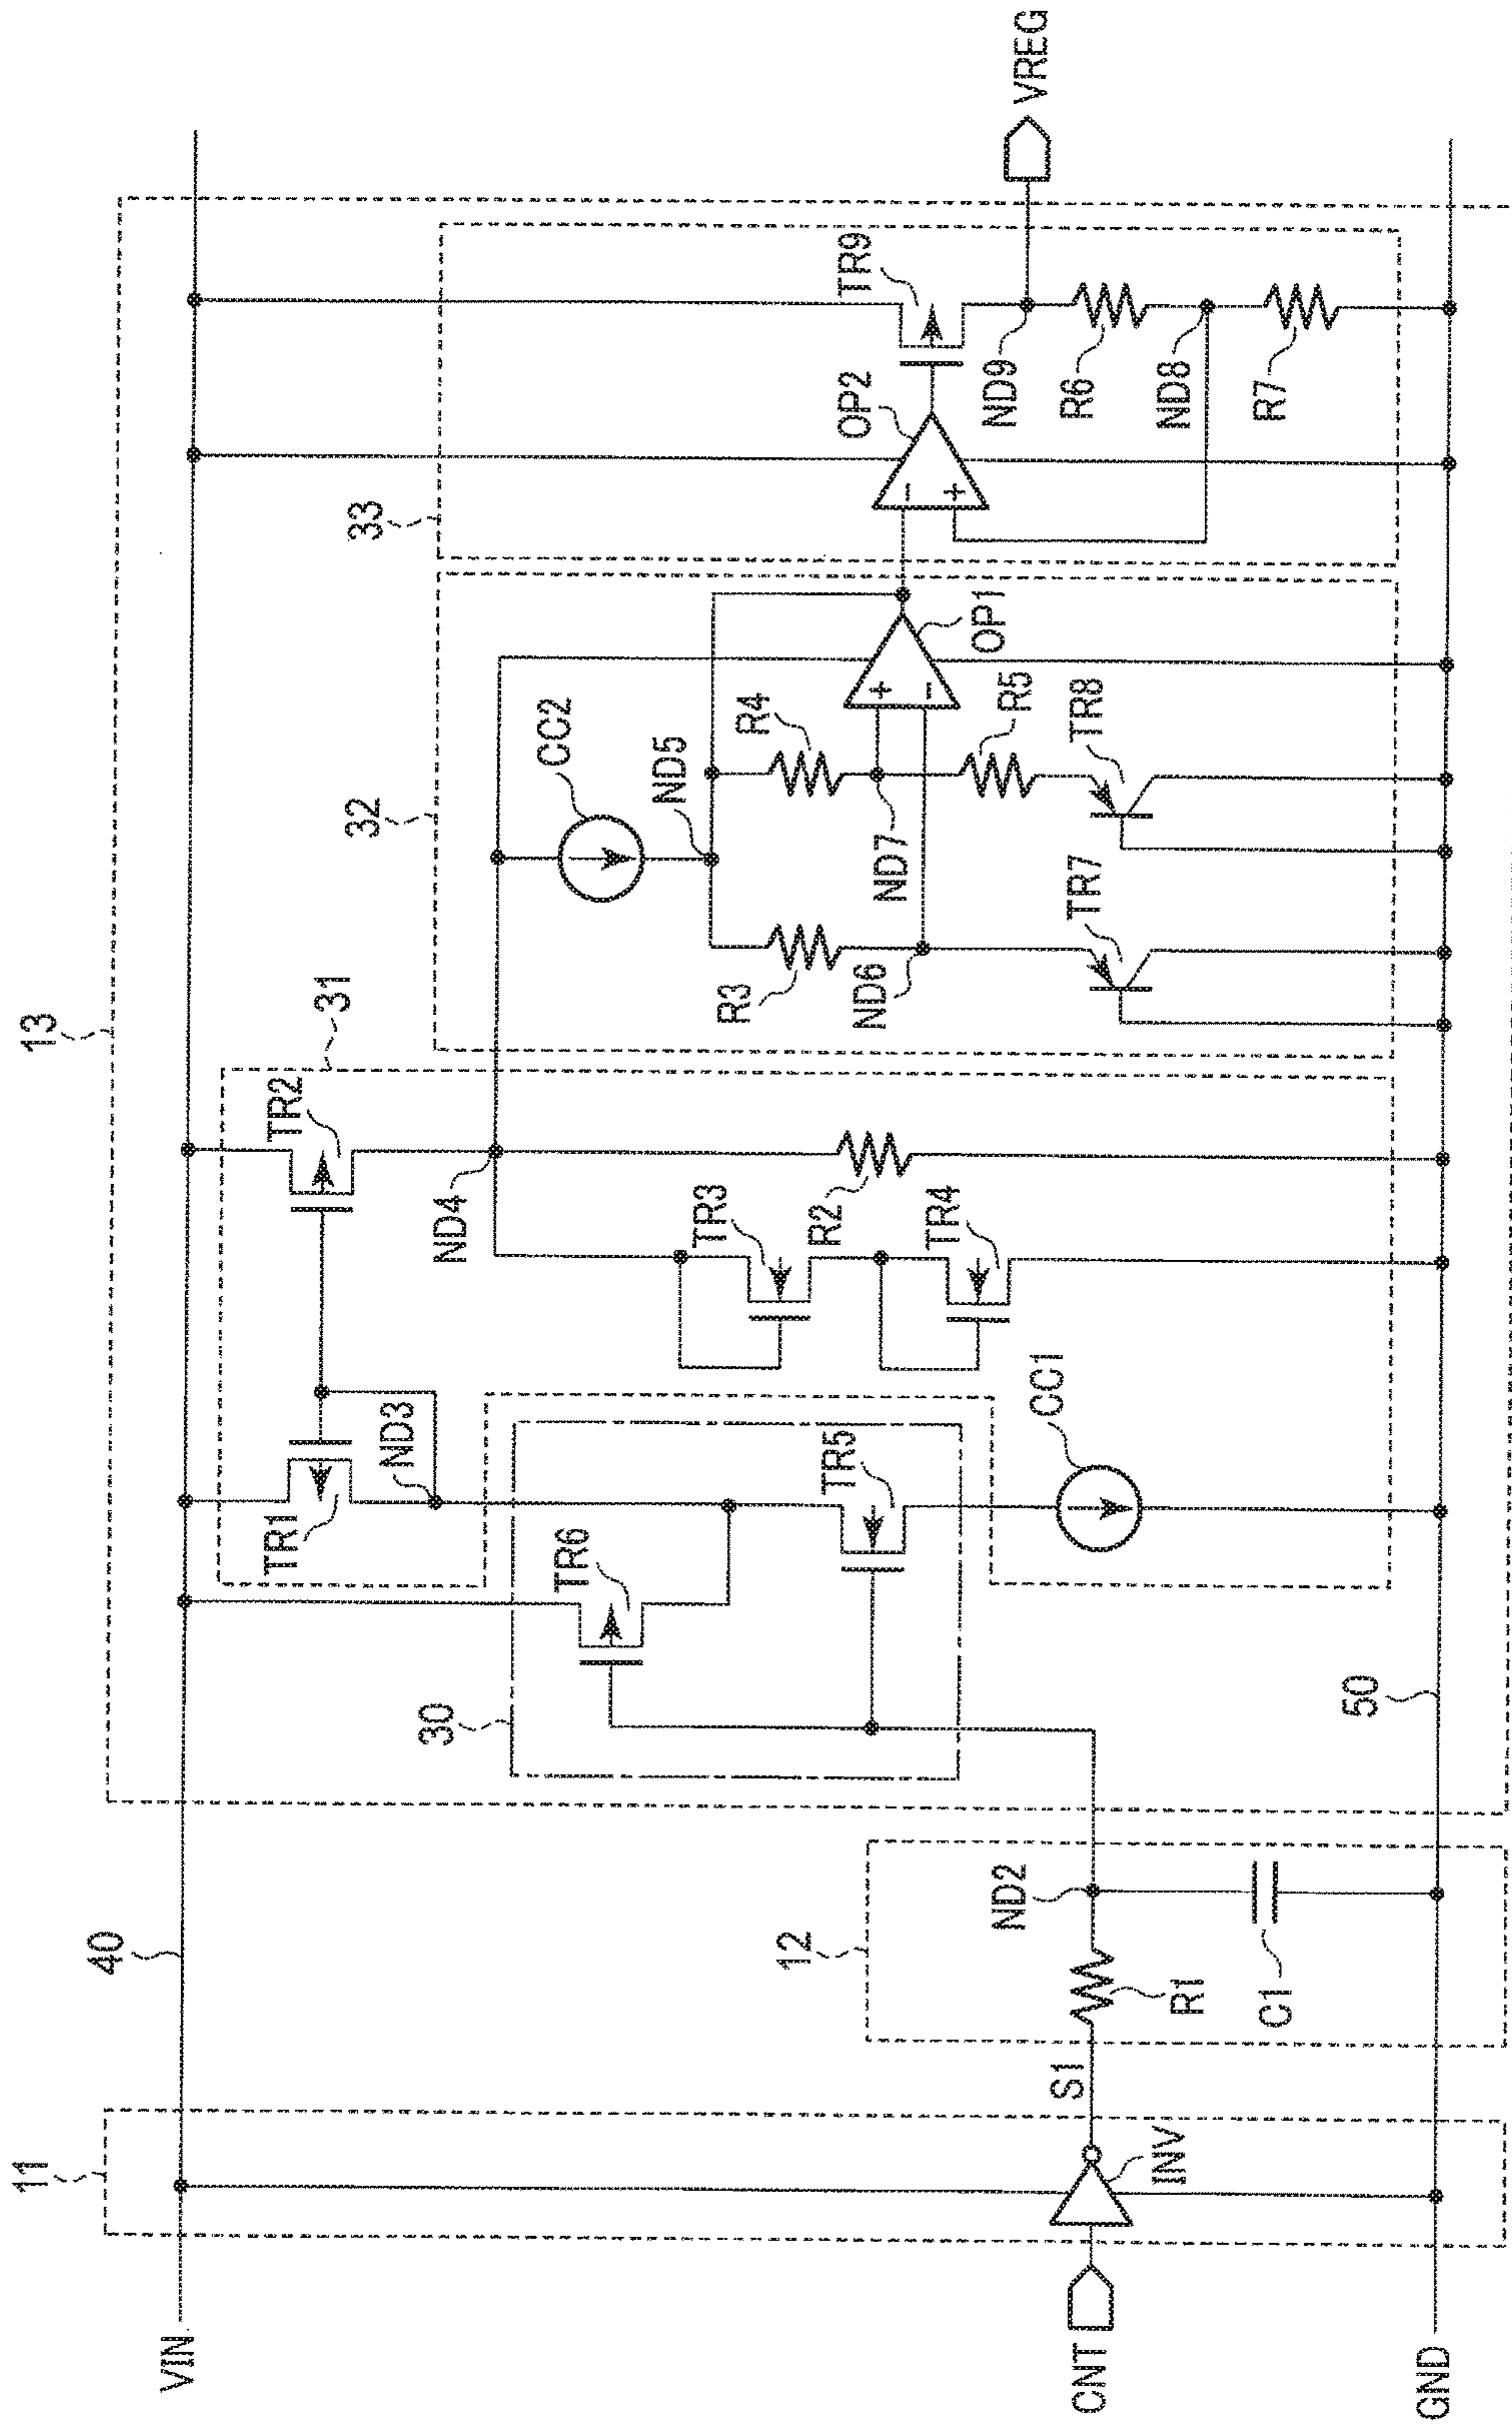 13
11
40
12
31
32
33
30
50
VIN
CNT
GND
INV
S1
R1
C1
ND2
TR1
ND3
TR2
TR6
TR5
CC1
ND4
TR3
R2
TR4
CC2
ND5
R3
R4
ND6
ND7
R5
TR7
TR8
+
−
OP1
OP2
−
+
TR9
ND9
R6
ND8
R7
VREG